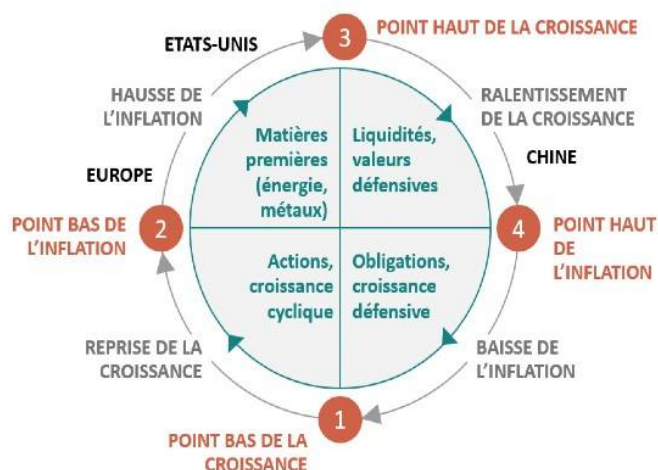 3
POINT HAUT DE LA CROISSANCE
ETATS-UNIS
HAUSSE DE
L'INFLATION
RALENTISSEMENT
DE LA CROISSANCE
Matières
premières
(énergie,
métaux)
Liquidités,
valeurs
défensives
EUROPE
CHINE
POINT BAS DE
L'INFLATION
2
4
POINT HAUT
DE
L'INFLATION
Actions,
croissance
cyclique
Obligations,
croissance
défensive
REPRISE DE LA
CROISSANCE
BAISSE DE
L'INFLATION
1
POINT BAS DE LA
CROISSANCE